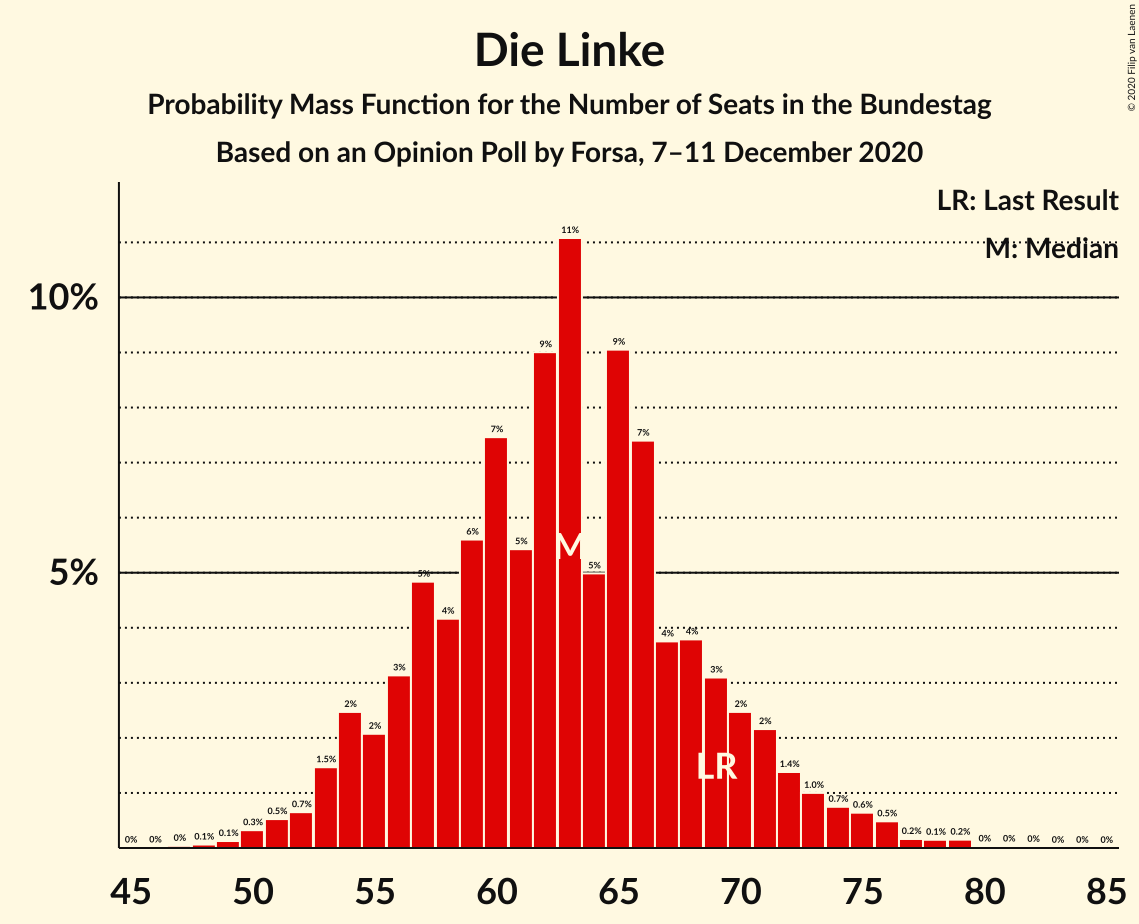 Die Linke
Probability Mass Function for the Number of Seats in the Bundestag
Based on an Opinion Poll by Forsa, 7–11 December 2020
© 2020 Filip van Laenen
LR: Last Result
M: Median
10%
5%
0% 0% 0% 0.1% 0.1% 0.3% 0.5% 0.7% 1.5% 2% 2% 3% 5% 4% 6% 7% 5% 9% 11% 5% 9% 7% 4% 4% 3% 2% 2% 1.4% 1.0% 0.7% 0.6% 0.5% 0.2% 0.1% 0.2% 0% 0% 0% 0% 0% 0%
M
LR
45 50 55 60 65 70 75 80 85